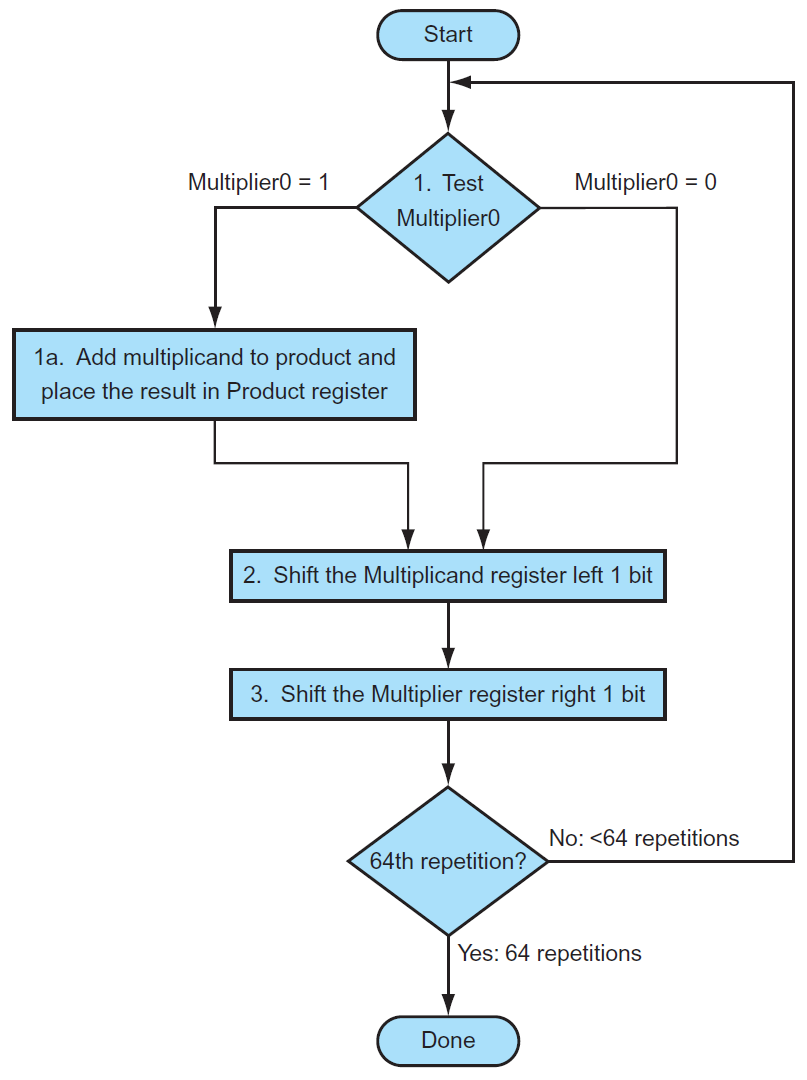 Start
Multiplier0 = 1
1. Test
Multiplier0
Multiplier0 = 0
1a. Add multiplicand to product and
place the result in Product register
2. Shift the Multiplicand register left 1 bit
3. Shift the Multiplier register right 1 bit
64th repetition?
No: <64 repetitions
Yes: 64 repetitions
Done